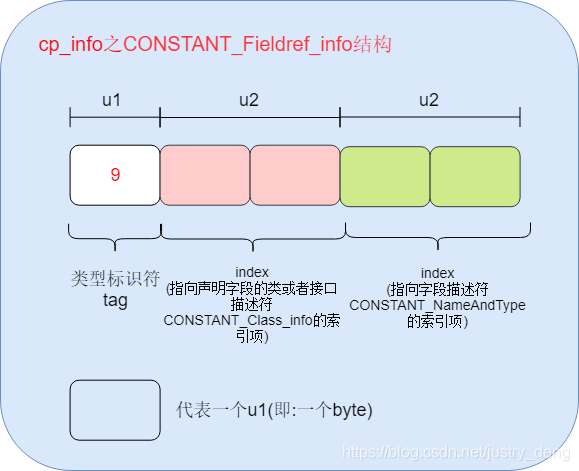 cp_info之CONSTANT_Fieldref_info结构
u1
u2
u2
9
类型标识符
tag
index
(指向声明字段的类或者接口
描述符
CONSTANT_Class_info的索
引项)
index
(指向字段描述符
CONSTANT_NameAndType
的索引项)
代表一个u1(即:一个byte)
https://blog.csdn.net/justry_deng